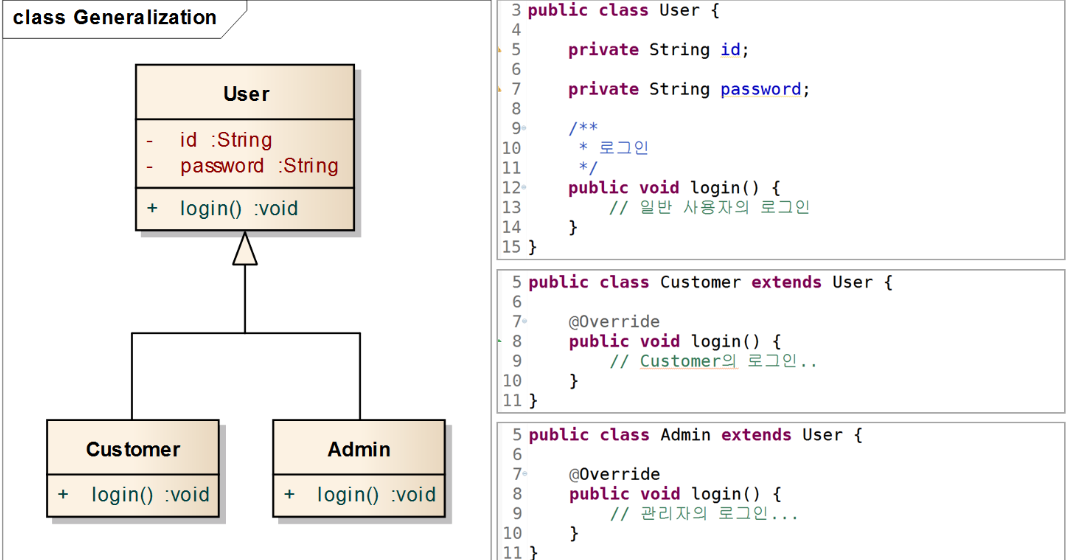 class Generalization
User
- id :String
- password :String
+ login() :void
Customer
+ login() :void
Admin
+ login() :void
3 public class User {
4
5 private String id;
6
7 private String password;
8
9 /**
10 * 로그인
11 */
12 public void login() {
13 // 일반 사용자의 로그인
14 }
15 }
5 public class Customer extends User {
6
7 @Override
8 public void login() {
9 // Customer의 로그인..
10 }
11 }
5 public class Admin extends User {
6
7 @Override
8 public void login() {
9 // 관리자의 로그인...
10 }
11 }